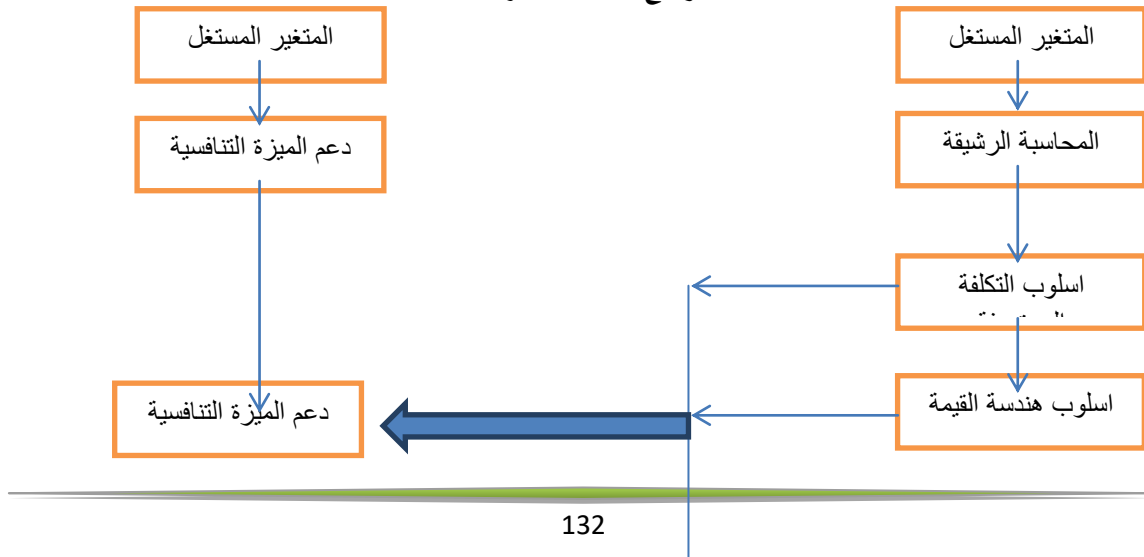 المتغير المستغل
المحاسبة الرشيقة
اسلوب التكلفة
اسلوب هندسة القيمة
المتغير المستغل
دعم الميزة التنافسية
دعم الميزة التنافسية
132